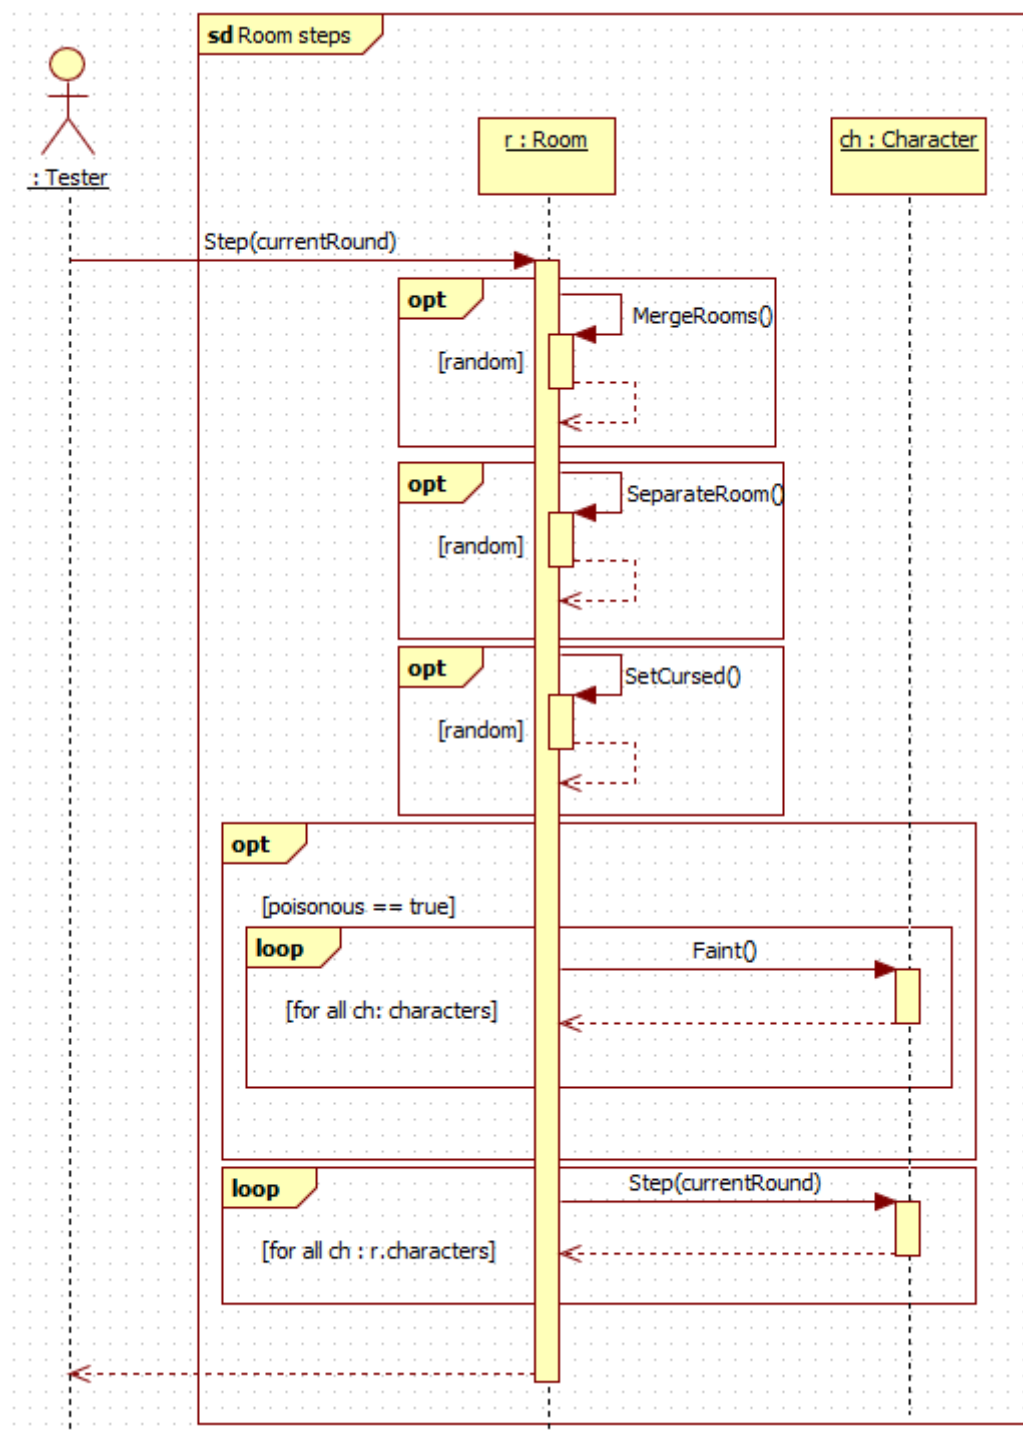 sd Room steps
: Tester
r : Room
ch : Character
Step(currentRound)
opt
MergeRooms()
[random]
opt
SeparateRoom()
[random]
opt
SetCursed()
[random]
opt
[poisonous == true]
loop
Faint()
[for all ch: characters]
loop
Step(currentRound)
[for all ch : r.characters]